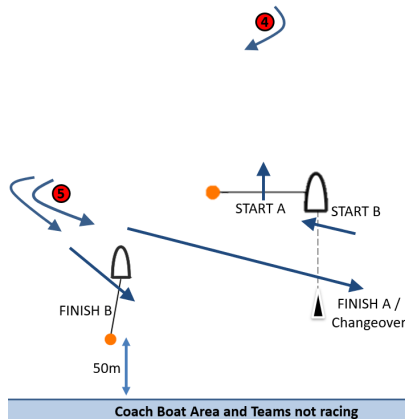 4
5
START A
START B
FINISH B
FINISH A /
Changeover
50m
Coach Boat Area and Teams not racing